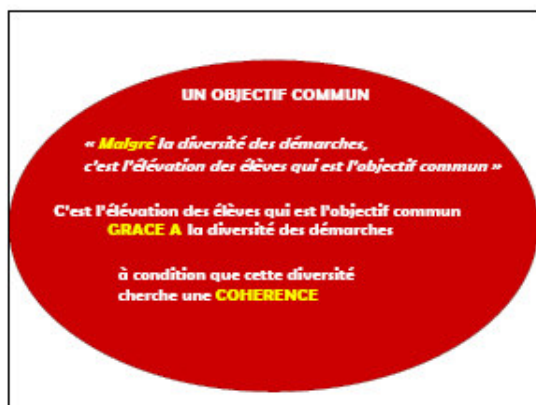 UN OBJECTIF COMMUN
« Malgré la diversité des démarches,
c'est l'élévation des élèves qui est l'objectif commun »
C'est l'élévation des élèves qui est l'objectif commun
GRACE A la diversité des démarches
à condition que cette diversité
cherche une COHERENCE